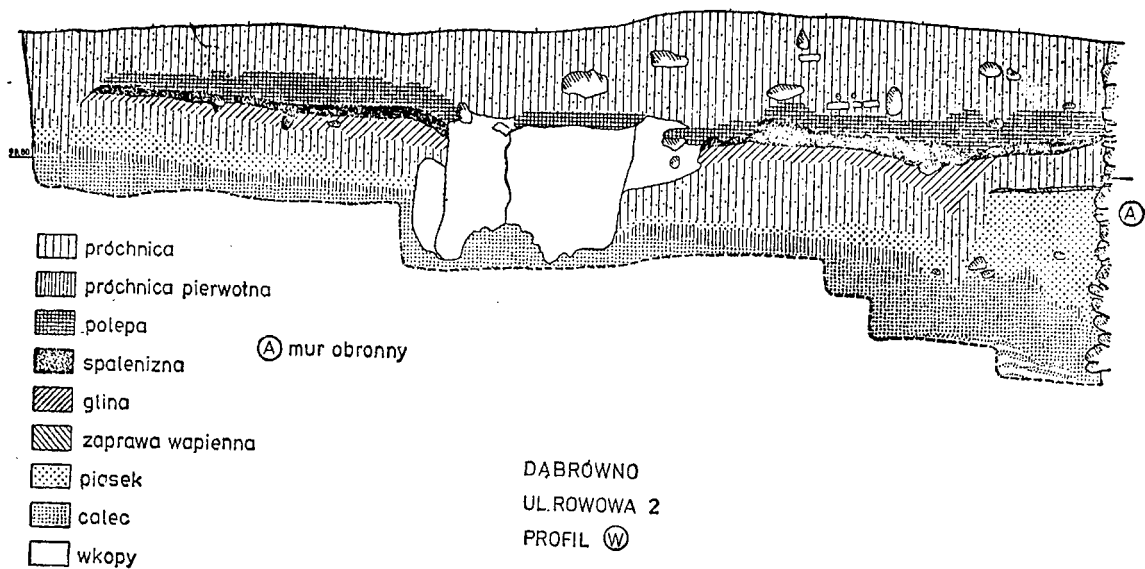 próchnica
próchnica pierwotna
polepa
spalenizna
glina
zaprawa wapienna
piasek
calec
wkopy
A mur obronny
A
DĄBRÓWNO
UL.ROWOWA 2
PROFIL W